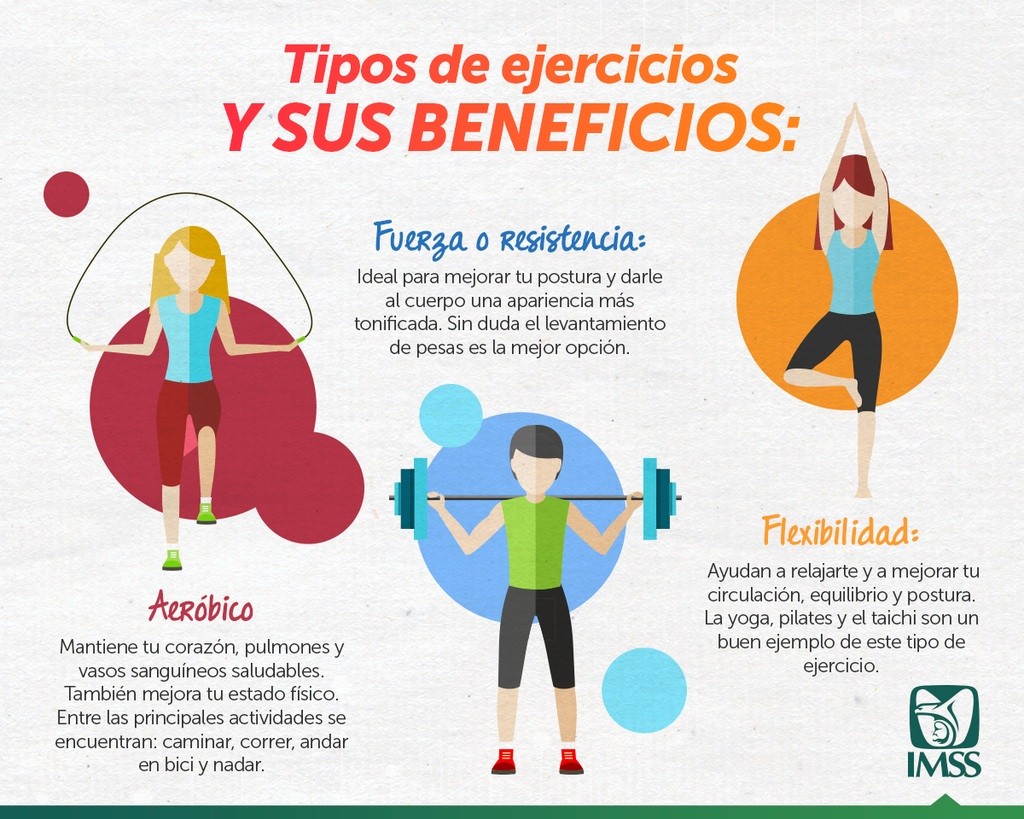 Tipos de ejercicios
Y SUS BENEFICIOS:
Fuerza o resistencia:
Ideal para mejorar tu postura y darle
al cuerpo una apariencia más
tonificada. Sin duda el levantamiento
de pesas es la mejor opción.
Aeróbico
Mantiene tu corazón, pulmones y
vasos sanguíneos saludables.
También mejora tu estado físico.
Entre las principales actividades se
encuentran: caminar, correr, andar
en bici y nadar.
Flexibilidad:
Ayudan a relajarte y a mejorar tu
circulación, equilibrio y postura.
La yoga, pilates y el taichi son un
buen ejemplo de este tipo de
ejercicio.
IMSS